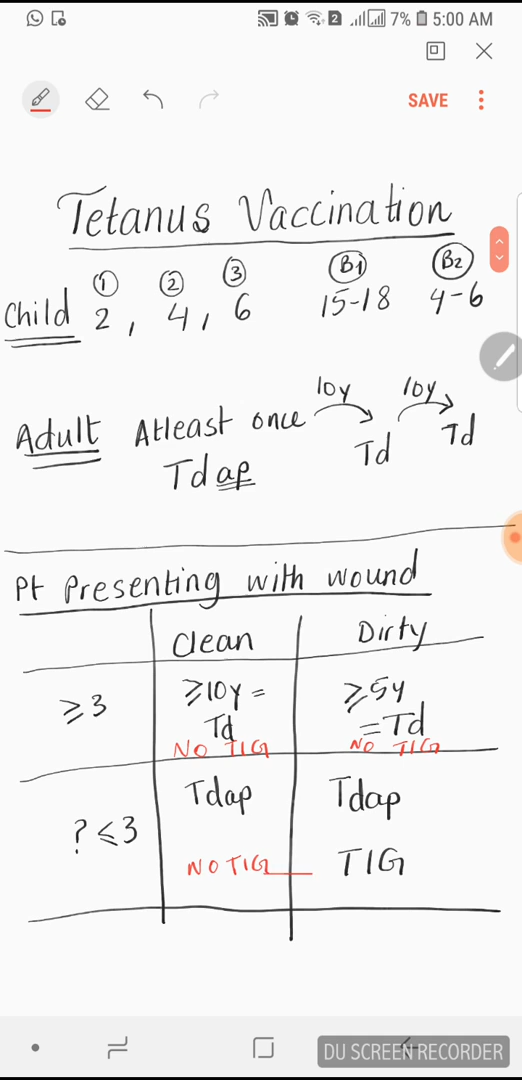 7% 5:00 AM
SAVE
Tetanus Vaccination
① ② ③ B1 B2
Child 2, 4, 6 15-18 4-6
10y 10y
Adult Atleast once Td Td
Tdap
Pt Presenting with wound
Clean Dirty
≥3 ≥10y = ≥5y
Td =Td
NO TIG NO TIG
Tdap Tdap
? ≤3
NO TIG TIG
DU SCREEN RECORDER